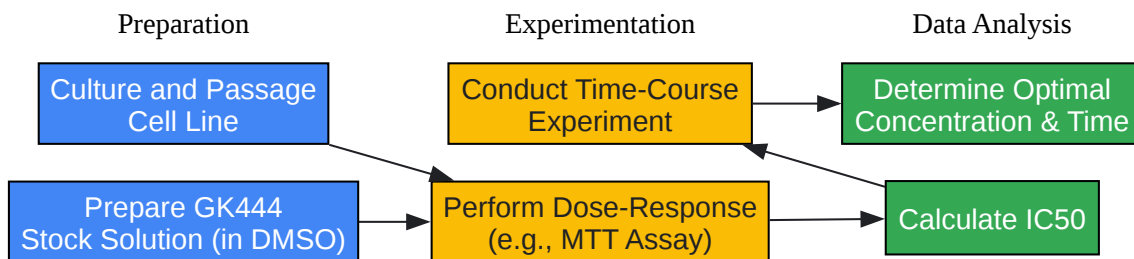 Preparation
Experimentation
Data Analysis
Culture and Passage
Cell Line
Conduct Time-Course
Experiment
Determine Optimal
Concentration & Time
Prepare GK444
Stock Solution (in DMSO)
Perform Dose-Response
(e.g., MTT Assay)
Calculate IC50